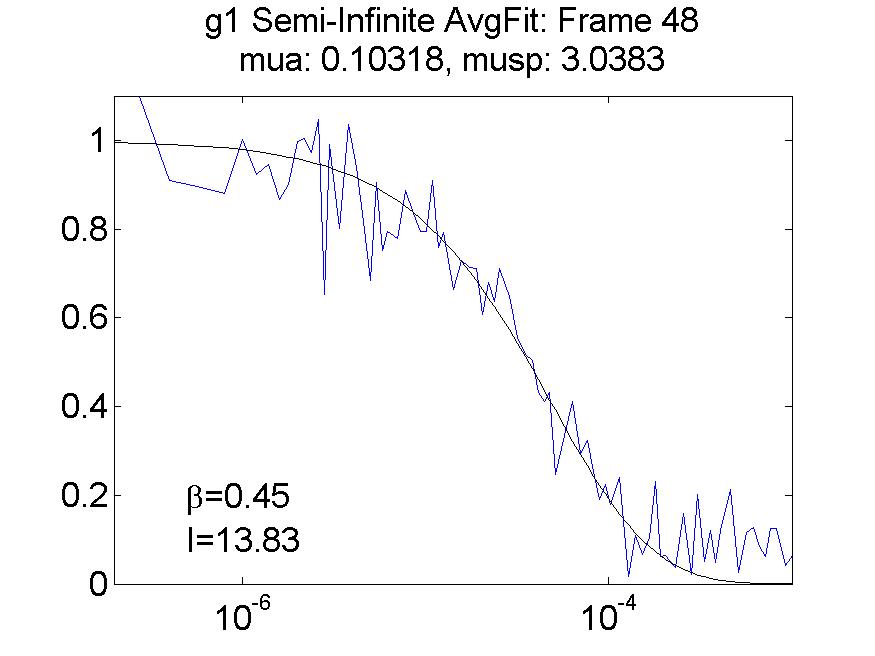 g1 Semi-Infinite AvgFit: Frame 48
mua: 0.10318, musp: 3.0383
1
0.8
0.6
0.4
0.2
0
β=0.45
I=13.83
10^-6
10^-4